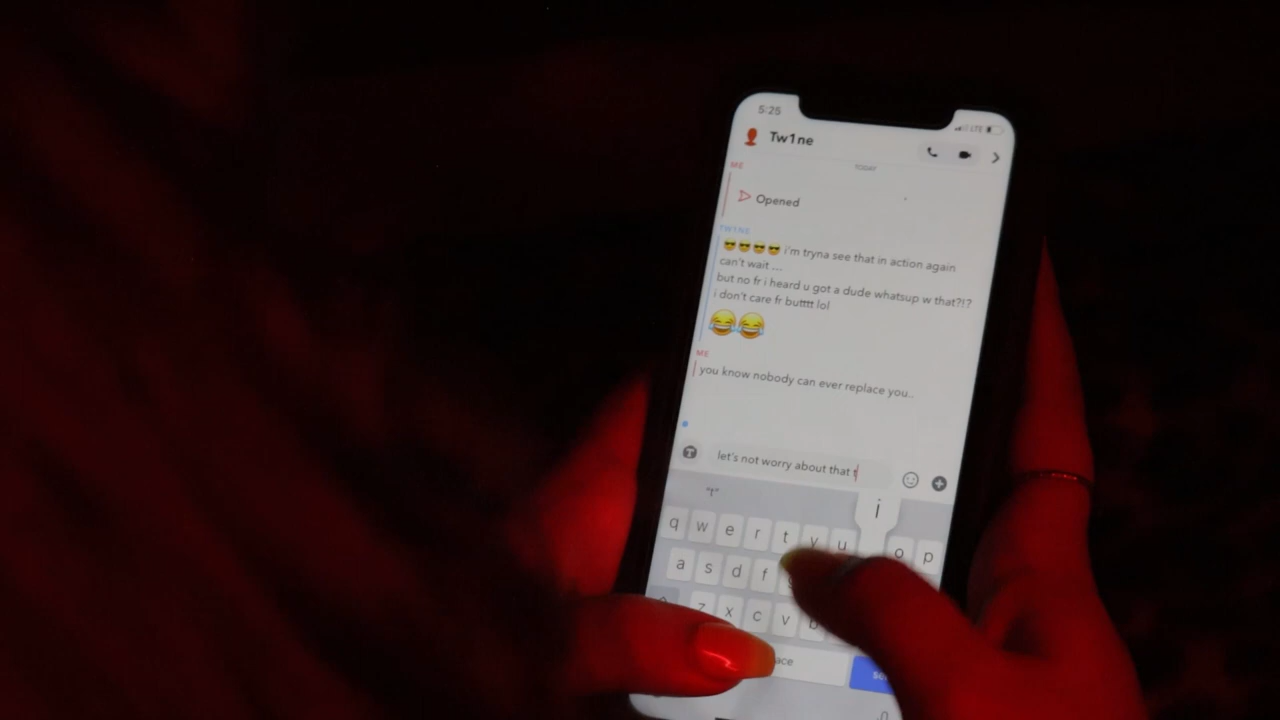 5:25
LTE
Tw1ne
TODAY
ME
Opened
TW1NE
😎😎😎😎 i'm tryna see that in action again
can't wait ....
but no fr i heard u got a dude whatsup w that?!?
i don't care fr butttt lol
😂😂
ME
you know nobody can ever replace you..
let's not worry about that t
"t"
i
q w e r t y u o p
a s d f g
z x c v b